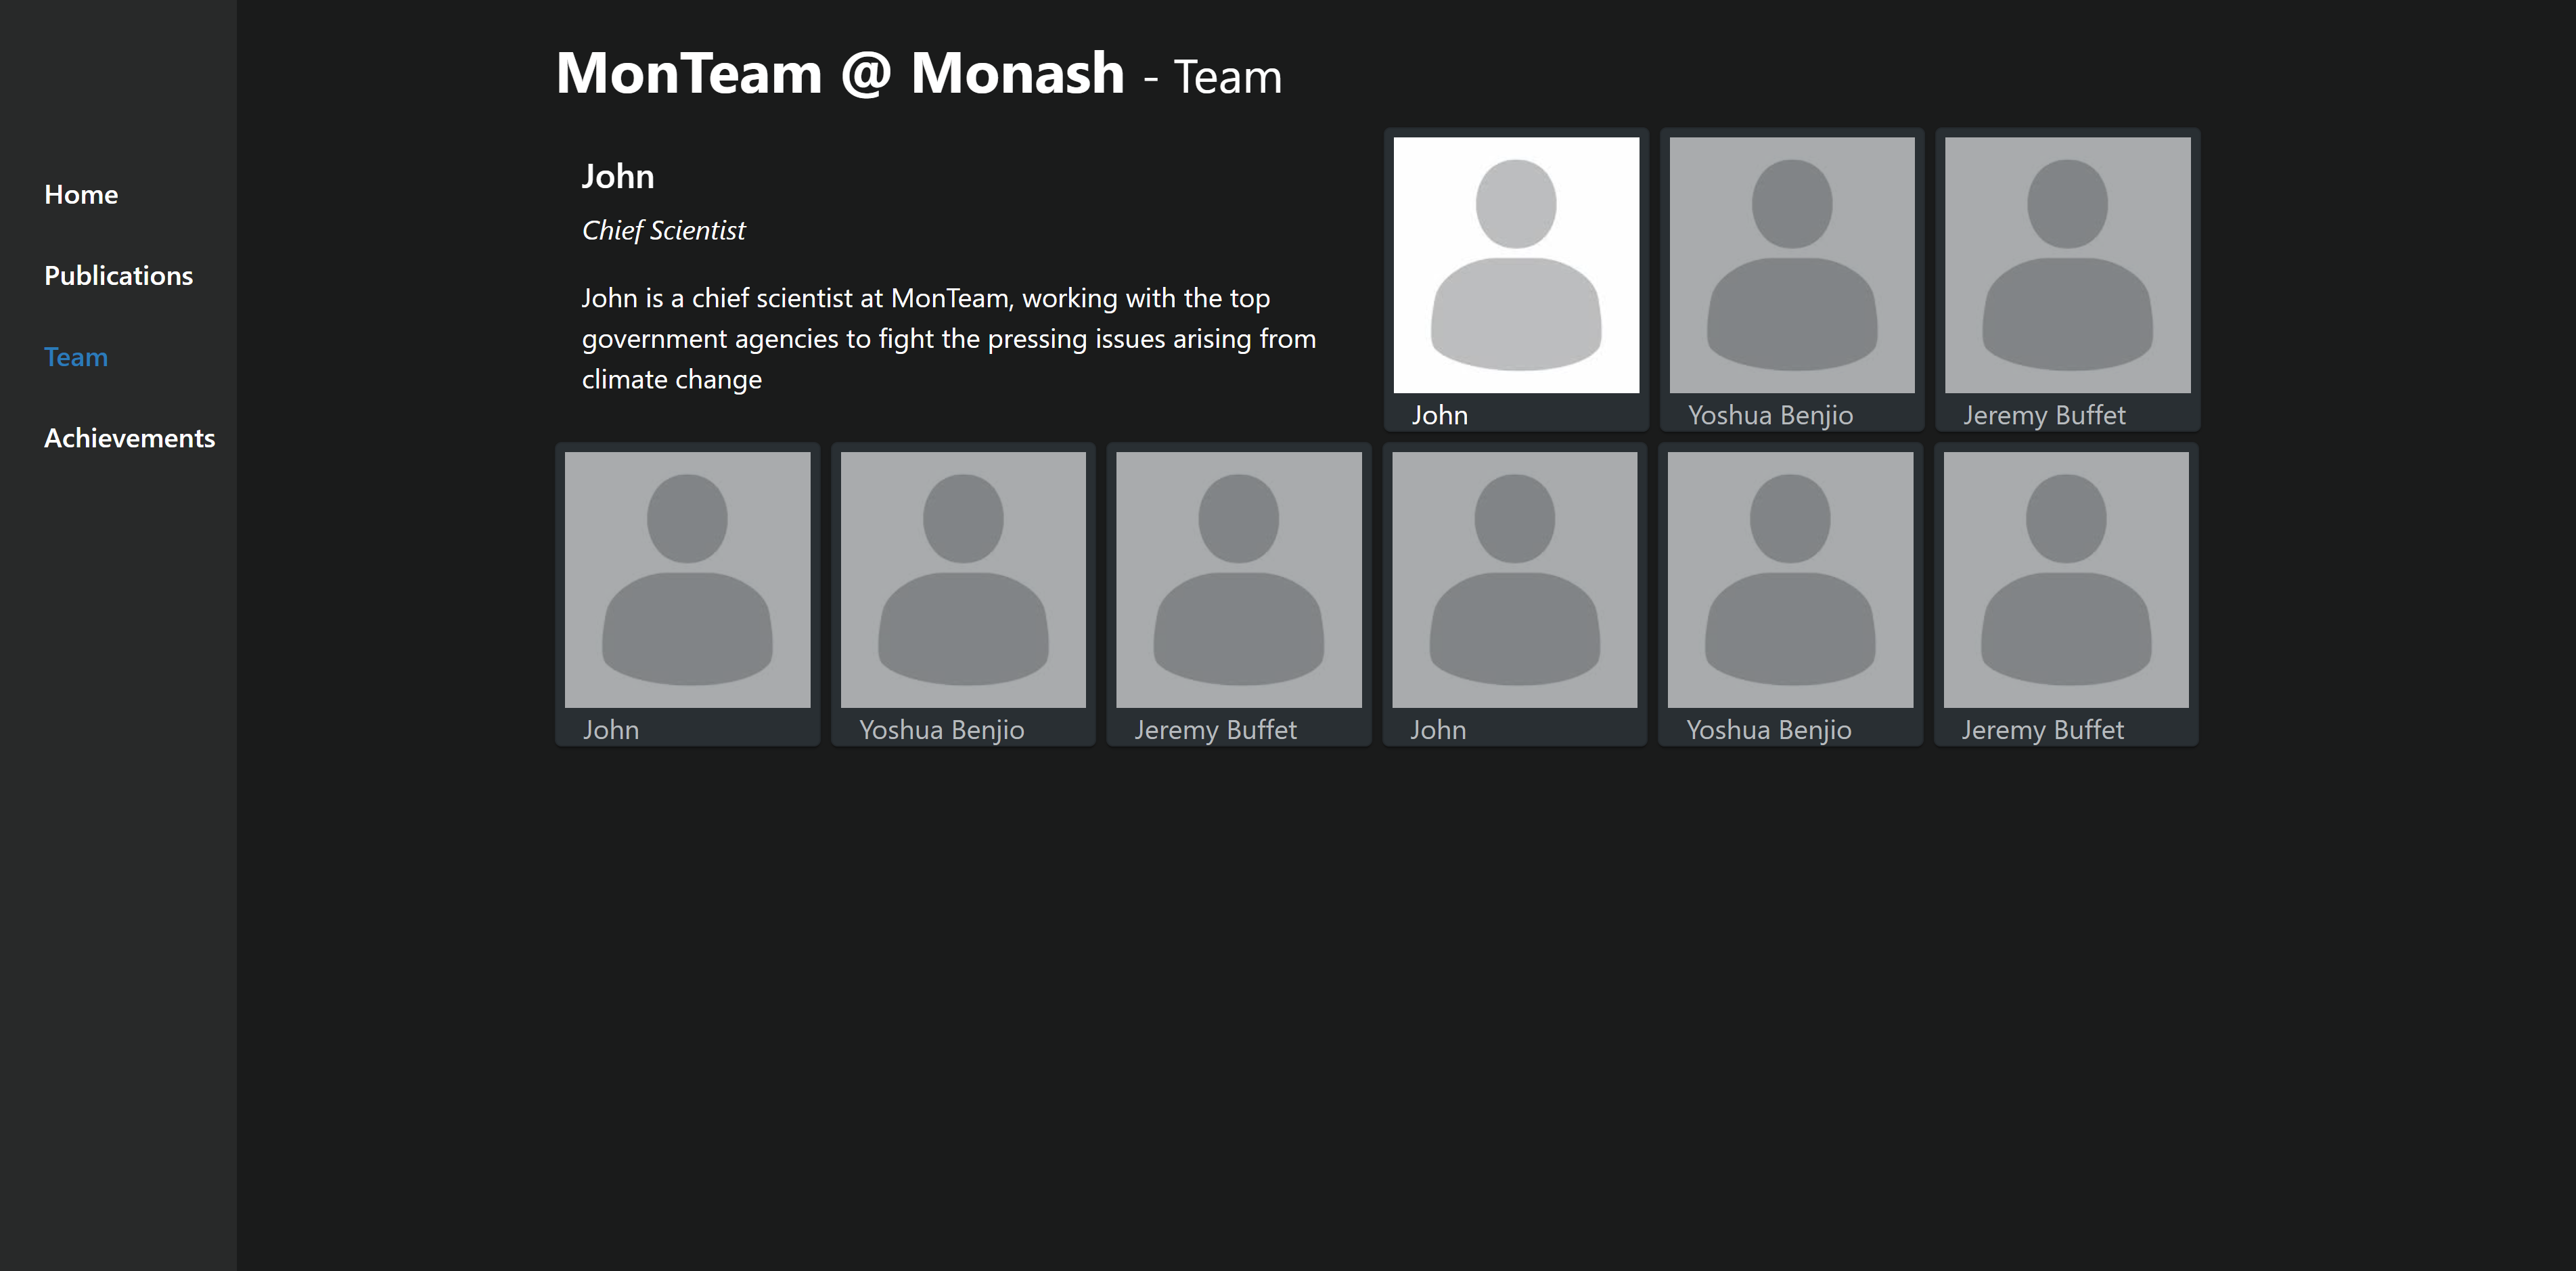 MonTeam @ Monash - Team
Home
Publications
Team
Achievements
John
Chief Scientist
John is a chief scientist at MonTeam, working with the top
government agencies to fight the pressing issues arising from
climate change
John
Yoshua Benjio
Jeremy Buffet
John
Yoshua Benjio
Jeremy Buffet
John
Yoshua Benjio
Jeremy Buffet